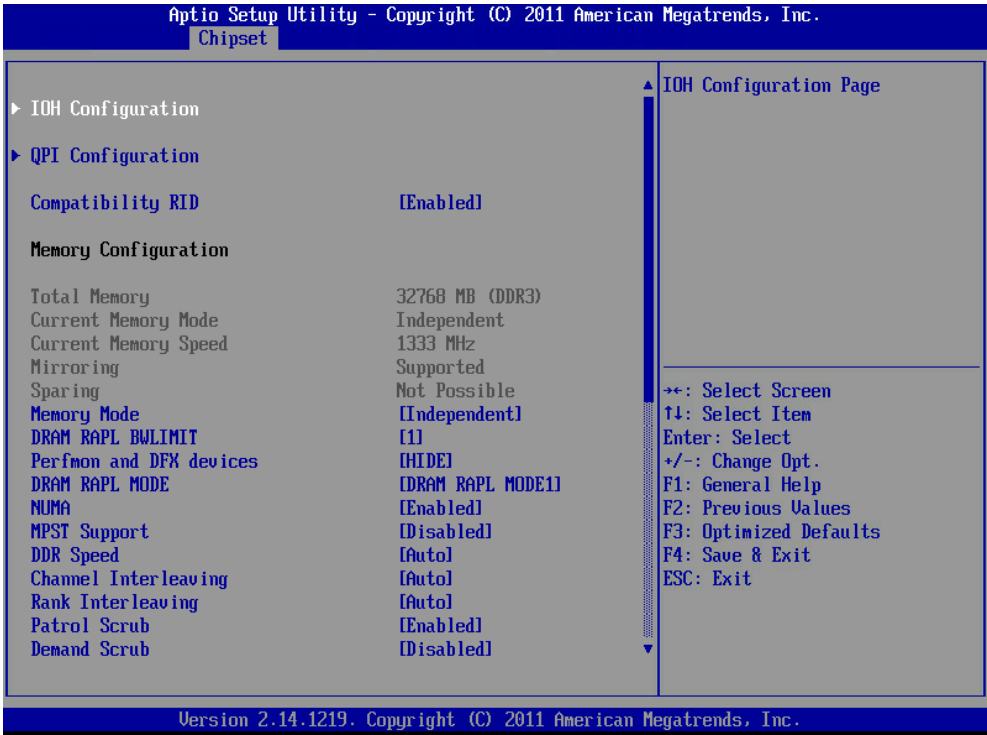 Aptio Setup Utility - Copyright (C) 2011 American Megatrends, Inc.
Chipset
IOH Configuration
QPI Configuration
Compatibility RID [Enabled]
Memory Configuration
Total Memory 32768 MB (DDR3)
Current Memory Mode Independent
Current Memory Speed 1333 MHz
Mirroring Supported
Sparing Not Possible
Memory Mode [Independent]
DRAM RAPL BWLIMIT [1]
Perfmon and DFX devices [HIDE]
DRAM RAPL MODE [DRAM RAPL MODE1]
NUMA [Enabled]
MPST Support [Disabled]
DDR Speed [Auto]
Channel Interleaving [Auto]
Rank Interleaving [Auto]
Patrol Scrub [Enabled]
Demand Scrub [Disabled]
IOH Configuration Page
→←: Select Screen
↑↓: Select Item
Enter: Select
+/-: Change Opt.
F1: General Help
F2: Previous Values
F3: Optimized Defaults
F4: Save & Exit
ESC: Exit
Version 2.14.1219. Copyright (C) 2011 American Megatrends, Inc.